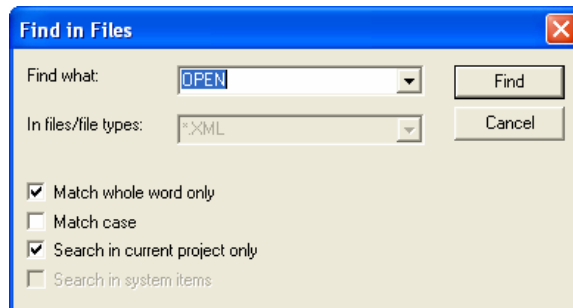 Find in Files
Find what: OPEN Find
In files/file types: *.XML Cancel
Match whole word only
Match case
Search in current project only
Search in system items